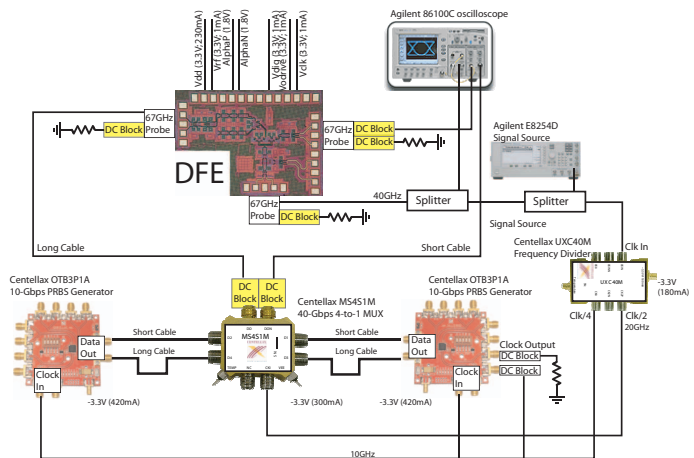 Agilent 86100C oscilloscope
Vdd (3.3V;230mA)
Vrf (3.3V;1mA)
AlphaP (1.8V)
AlphaN (1.8V)
Vdig (3.3V;1mA)
Vodrive (3.3V;1mA)
Vclk (3.3V;1mA)
DC Block
67GHz
Probe
67GHz
Probe
DC Block
DC Block
DFE
Agilent E8254D
Signal Source
67GHz
Probe
DC Block
40GHz
Splitter
Splitter
Signal Source
Long Cable
Short Cable
Centellax UXC40M
Frequency Divider
Clk In
UXC40M
-3.3V
(180mA)
Clk/4
Clk/2
20GHz
Centellax OTB3P1A
10-Gbps PRBS Generator
DC
Block
DC
Block
Centellax MS4S1M
40-Gbps 4-to-1 MUX
MS4S1M
Centellax OTB3P1A
10-Gbps PRBS Generator
Data
Out
Clock
In
Short Cable
Long Cable
Short Cable
Long Cable
Data
Out
Clock
In
Clock Output
DC Block
DC Block
-3.3V (420mA)
-3.3V (300mA)
-3.3V (420mA)
10GHz